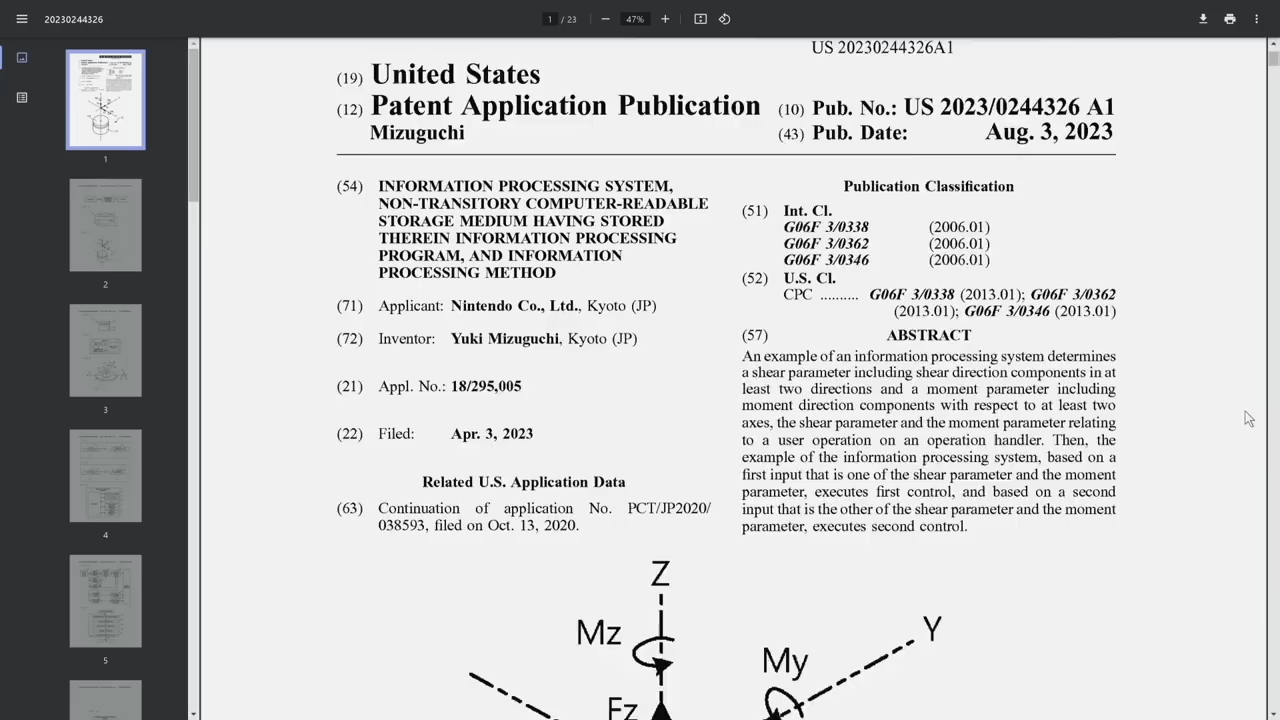 20230244326
1 / 23
47%
US 20230244326A1
(19) United States
(12) Patent Application Publication
Mizuguchi
(10) Pub. No.: US 2023/0244326 A1
(43) Pub. Date: Aug. 3, 2023
(54) INFORMATION PROCESSING SYSTEM,
NON-TRANSITORY COMPUTER-READABLE
STORAGE MEDIUM HAVING STORED
THEREIN INFORMATION PROCESSING
PROGRAM, AND INFORMATION
PROCESSING METHOD
(71) Applicant: Nintendo Co., Ltd., Kyoto (JP)
(72) Inventor: Yuki Mizuguchi, Kyoto (JP)
(21) Appl. No.: 18/295,005
(22) Filed: Apr. 3, 2023
Related U.S. Application Data
(63) Continuation of application No. PCT/JP2020/
038593, filed on Oct. 13, 2020.
Publication Classification
(51) Int. Cl.
G06F 3/0338 (2006.01)
G06F 3/0362 (2006.01)
G06F 3/0346 (2006.01)
(52) U.S. Cl.
CPC .......... G06F 3/0338 (2013.01); G06F 3/0362
(2013.01); G06F 3/0346 (2013.01)
(57) ABSTRACT
An example of an information processing system determines
a shear parameter including shear direction components in at
least two directions and a moment parameter including
moment direction components with respect to at least two
axes, the shear parameter and the moment parameter relating
to a user operation on an operation handler. Then, the
example of the information processing system, based on a
first input that is one of the shear parameter and the moment
parameter, executes first control, and based on a second
input that is the other of the shear parameter and the moment
parameter, executes second control.
Z
Mz
Y
My
Fz
1
2
3
4
5